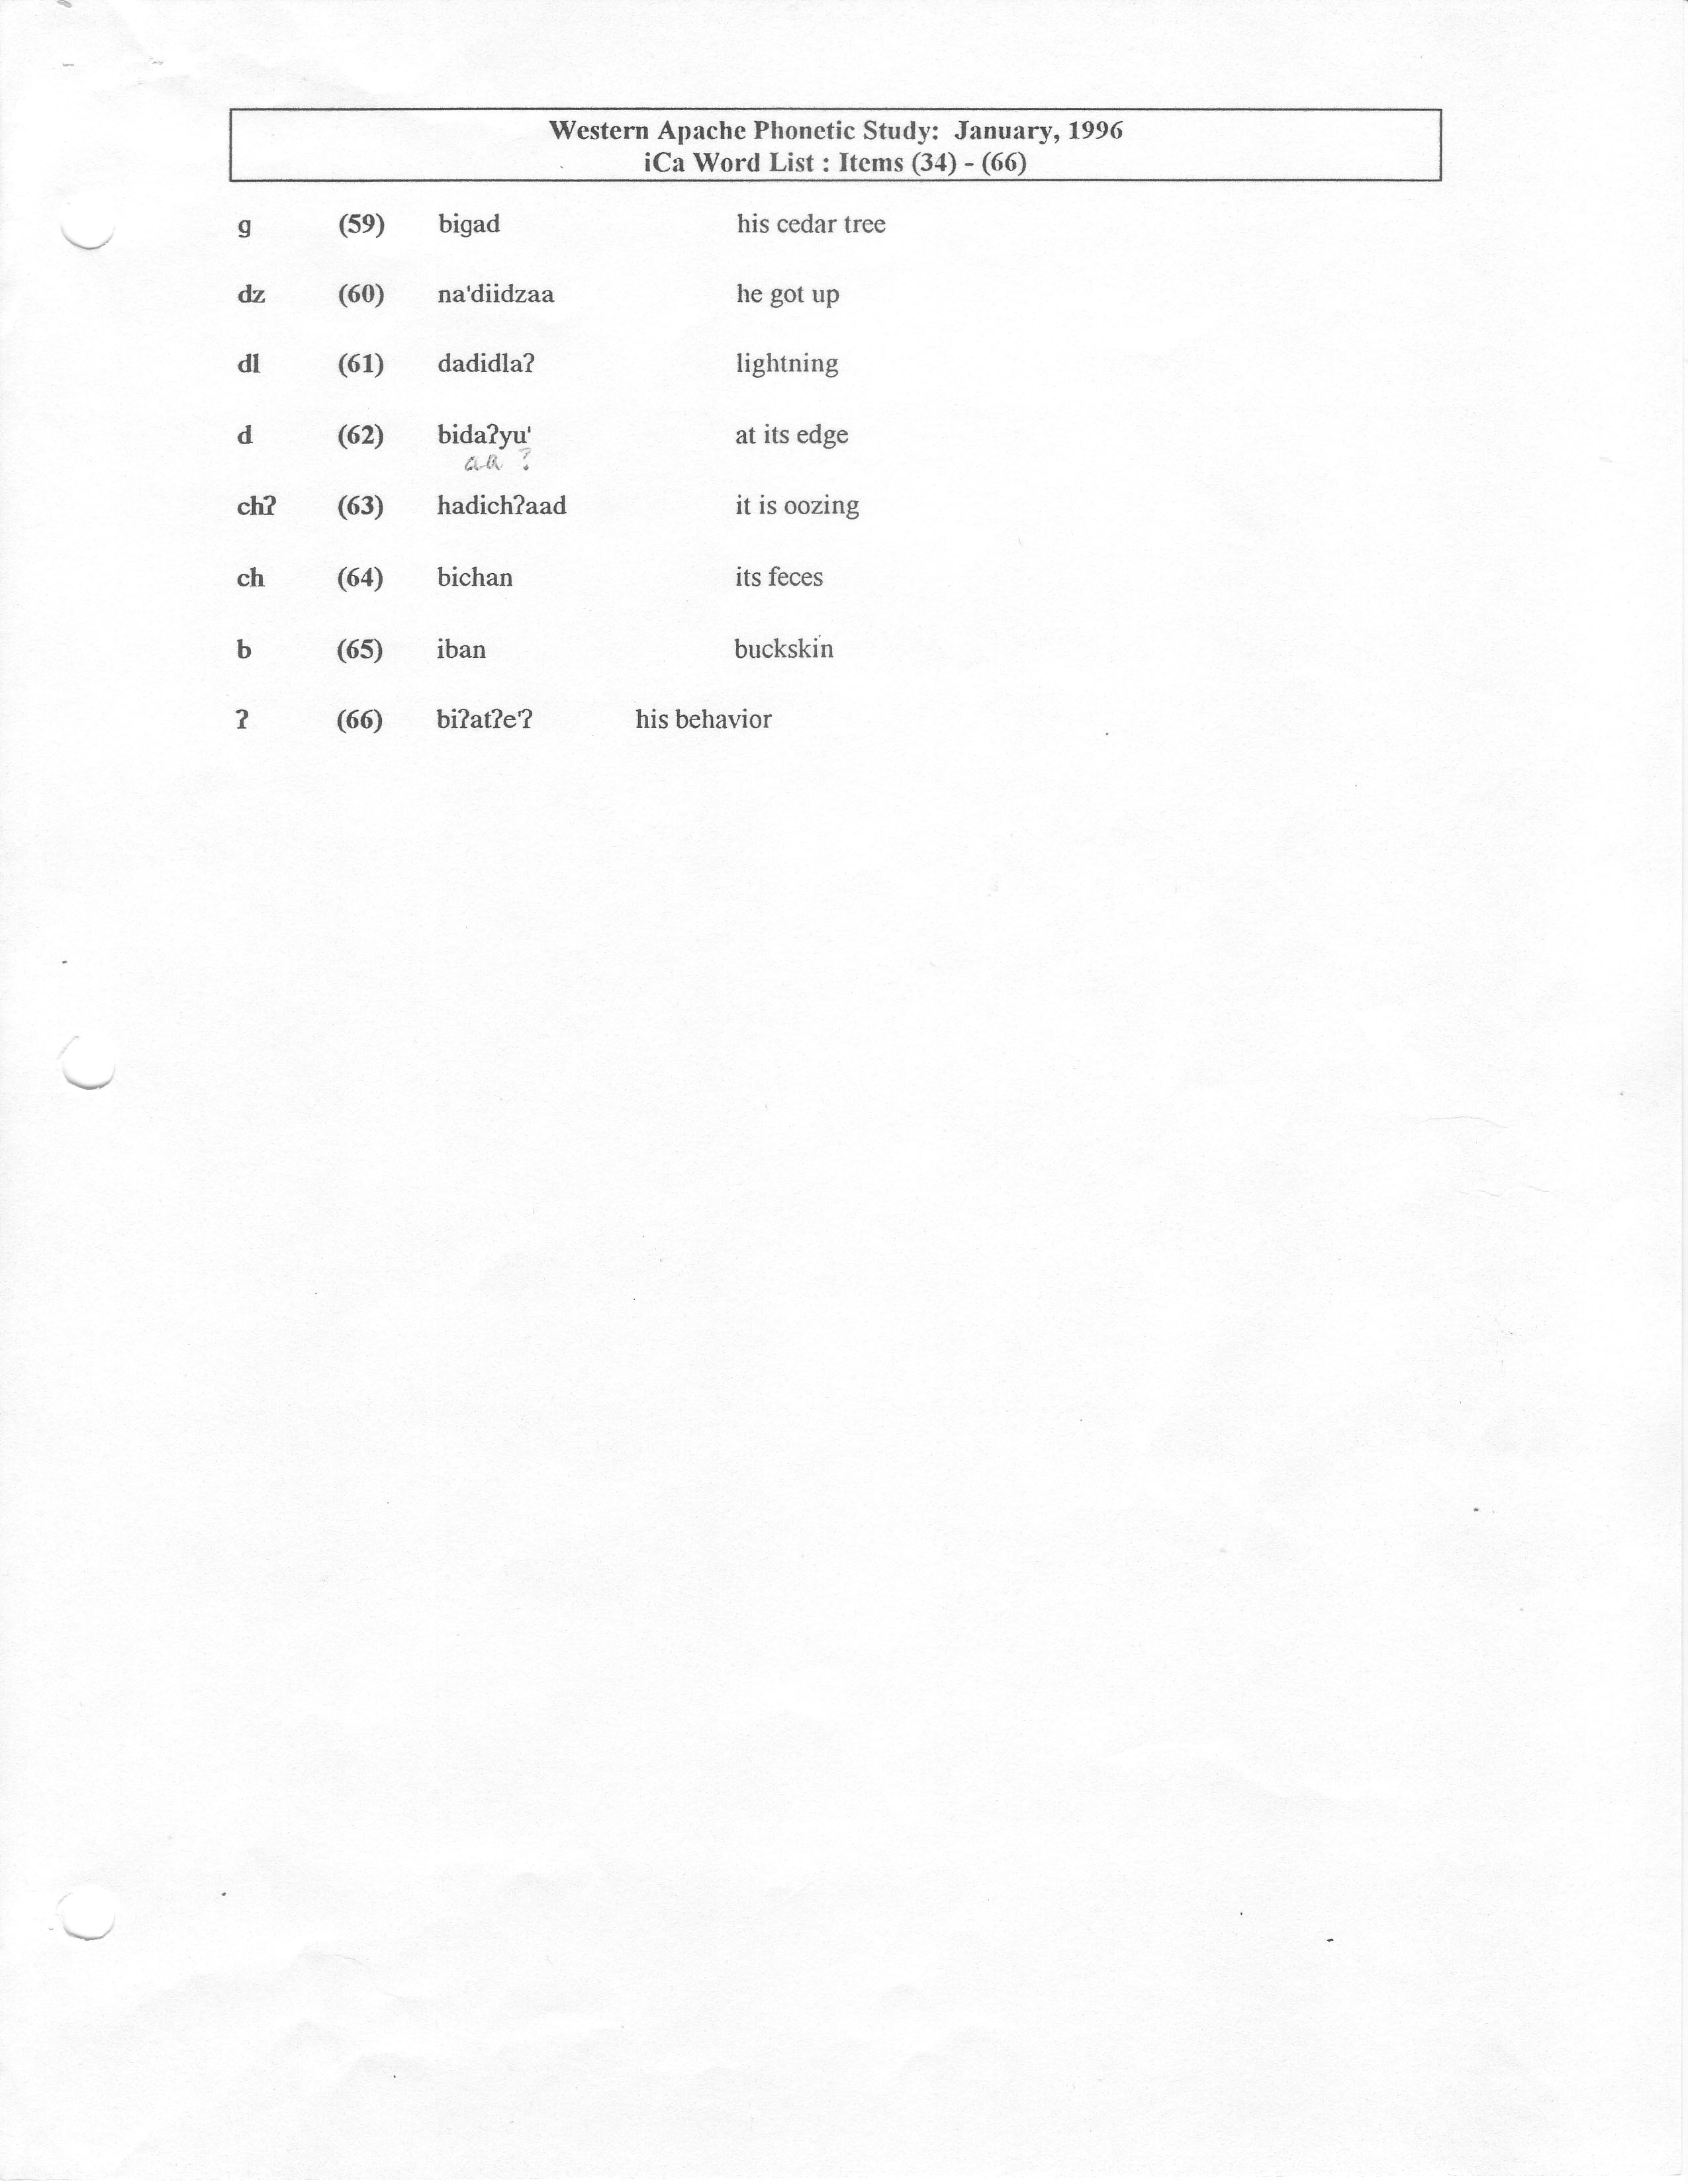 Western Apache Phonetic Study: January, 1996
iCa Word List : Items (34) - (66)
g (59) bigad his cedar tree
dz (60) na'diidzaa he got up
dl (61) dadidlaʔ lightning
d (62) bidaʔyu' at its edge
aa ?
chʔ (63) hadichʔaad it is oozing
ch (64) bichan its feces
b (65) iban buckskin
ʔ (66) biʔatʔe'ʔ his behavior